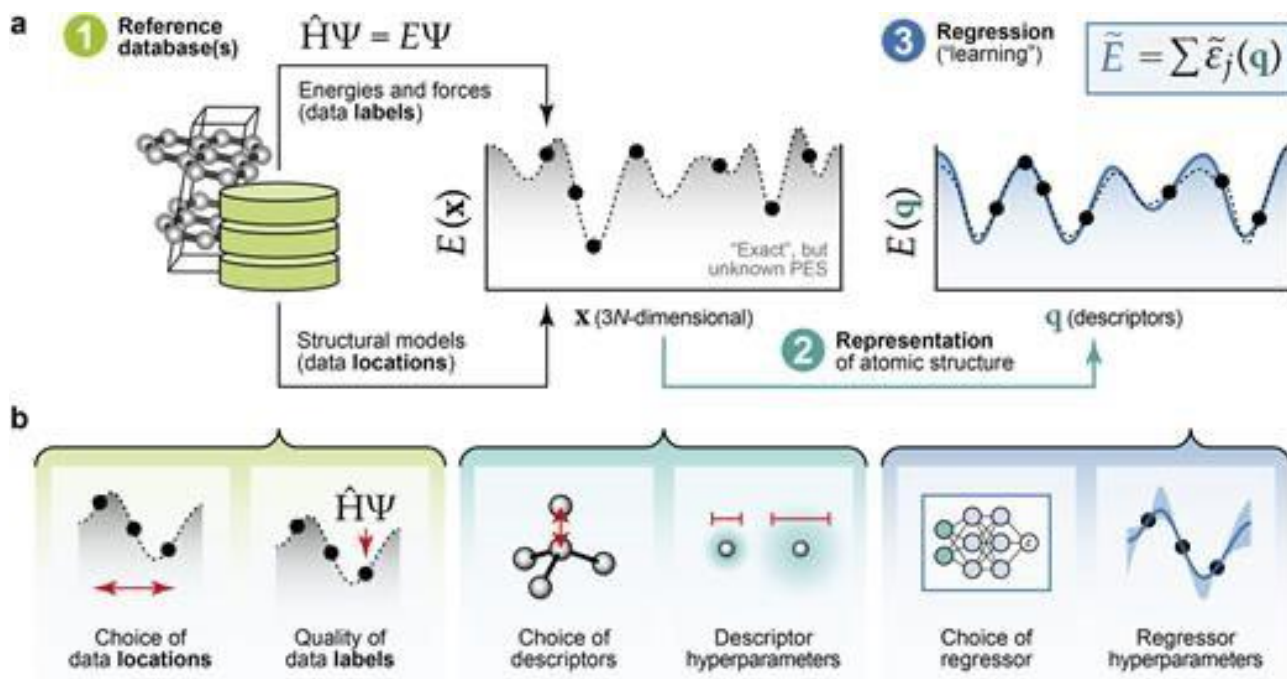 a
1
Reference
database(s)
ĤΨ = EΨ
Energies and forces
(data labels)
Structural models
(data locations)
E(x)
"Exact", but
unknown PES
x (3N-dimensional)
2
Representation
of atomic structure
3
Regression
("learning")
Ẽ = ∑ ε̃ⱼ(q)
E(q)
q (descriptors)
b
Choice of
data locations
ĤΨ
Quality of
data labels
Choice of
descriptors
Descriptor
hyperparameters
ε
Choice of
regressor
Regressor
hyperparameters